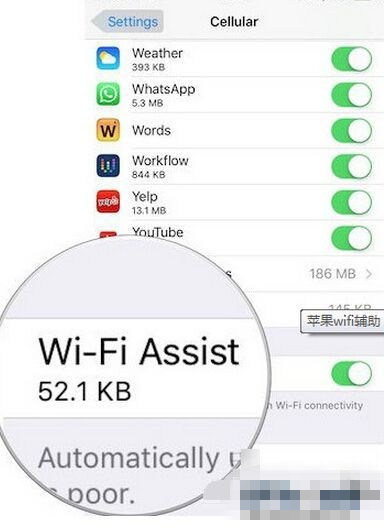 Settings
Cellular
Weather
393 KB
WhatsApp
5.3 MB
Words
Workflow
844 KB
Yelp
13.1 MB
YouTube
s
186 MB
145 KB
苹果wifi辅助
Wi-Fi Assist
52.1 KB
Wi-Fi connectivity
Automatically u
poor.